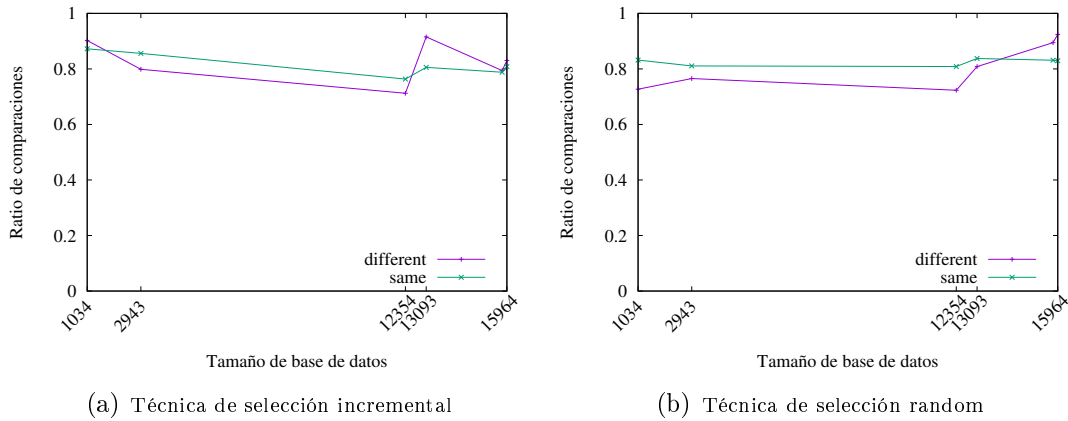 1
0.8
0.6
0.4
0.2
0
Ratio de comparaciones
different
same
1034
2943
12354
13093
15964
Tamaño de base de datos
(a) Técnica de selección incremental
1
0.8
0.6
0.4
0.2
0
Ratio de comparaciones
different
same
1034
2943
12354
13093
15964
Tamaño de base de datos
(b) Técnica de selección random